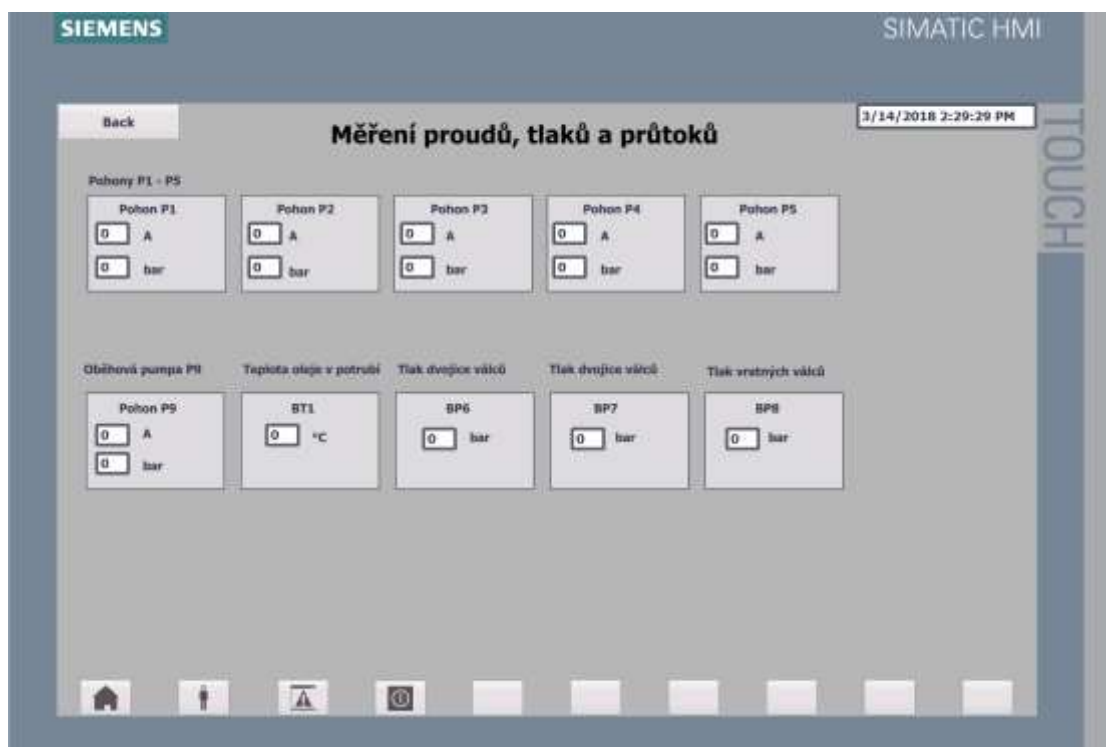 SIEMENS
SIMATIC HMI
TOUCH
Back
Měření proudů, tlaků a průtoků
3/14/2018 2:29:29 PM
Pohony P1 - P5
Pohon P1
0 A
0 bar
Pohon P2
0 A
0 bar
Pohon P3
0 A
0 bar
Pohon P4
0 A
0 bar
Pohon P5
0 A
0 bar
Oběhová pumpa P9
Pohon P9
0 A
0 bar
Teplota oleje v potrubí
BT1
0 °C
Tlak dvojice válců
BP6
0 bar
Tlak dvojice válců
BP7
0 bar
Tlak vratných válců
BP8
0 bar